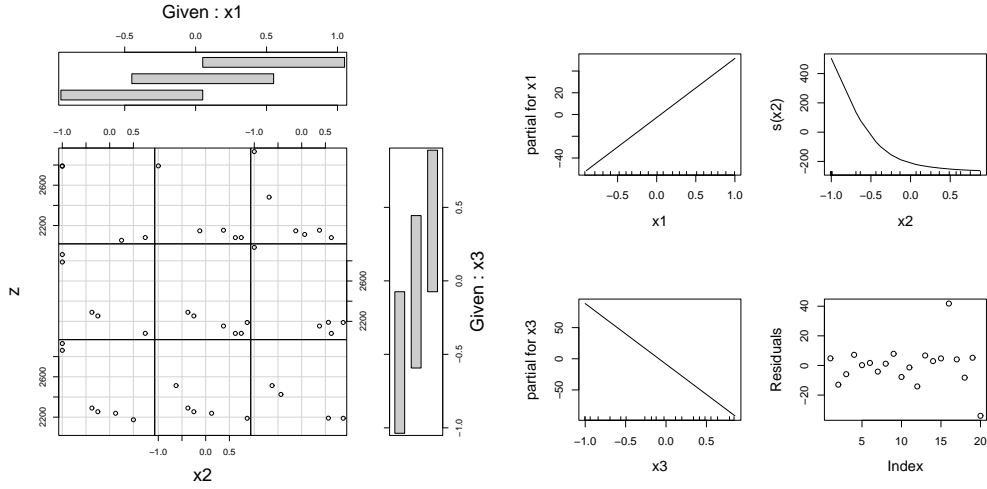 Given : x1
−0.5 0.0 0.5 1.0
−1.0 0.0 0.5 −1.0 0.0 0.5
2200 2600
2200 2600
2200 2600
2200 2600
z
−1.0 0.0 0.5
x2
−1.0 −0.5 0.0 0.5
Given : x3
−40 0 20
partial for x1
−0.5 0.0 0.5 1.0
x1
−200 0 200 400
s(x2)
−1.0 −0.5 0.0 0.5
x2
−50 0 50
partial for x3
−1.0 −0.5 0.0 0.5
x3
−20 0 20 40
Residuals
5 10 15 20
Index